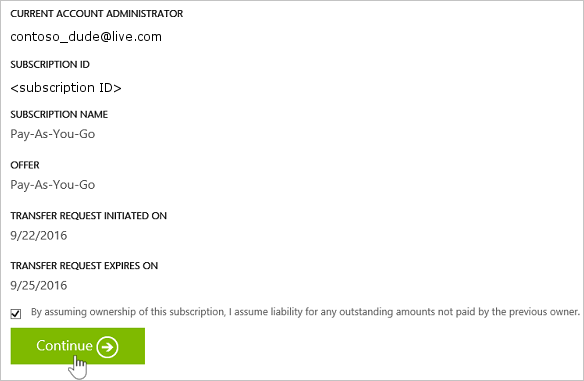 CURRENT ACCOUNT ADMINISTRATOR
contoso_dude@live.com
SUBSCRIPTION ID
<subscription ID>
SUBSCRIPTION NAME
Pay-As-You-Go
OFFER
Pay-As-You-Go
TRANSFER REQUEST INITIATED ON
9/22/2016
TRANSFER REQUEST EXPIRES ON
9/25/2016
By assuming ownership of this subscription, I assume liability for any outstanding amounts not paid by the previous owner.
Continue